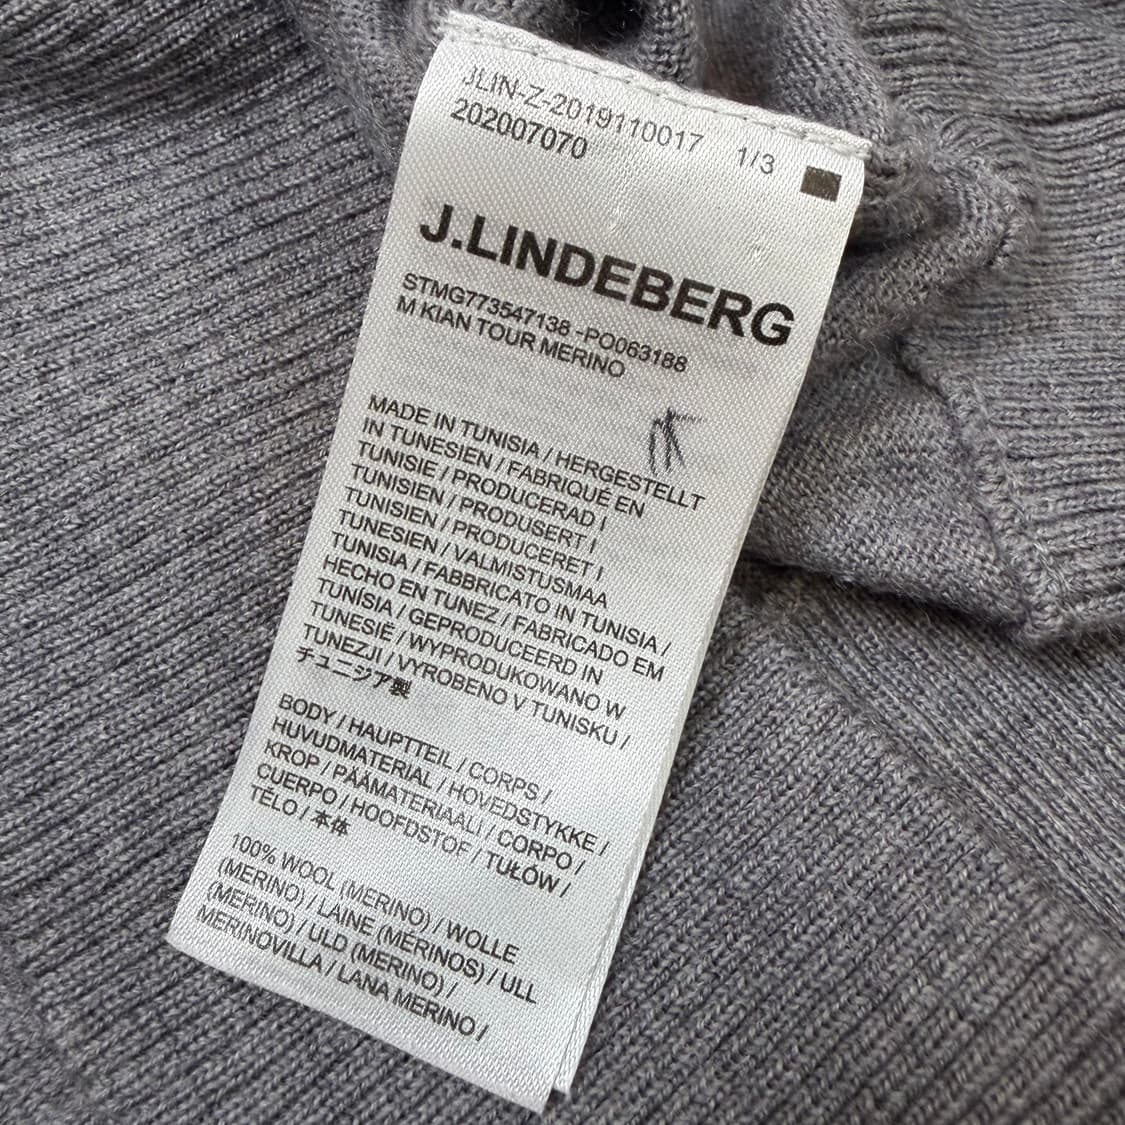 JLIN-Z-2019110017 1/3
202007070
J.LINDEBERG
STMG773547138 -PO063188
M KIAN TOUR MERINO
MADE IN TUNISIA / HERGESTELLT
IN TUNESIEN / FABRIQUÉ EN
TUNISIE / PRODUCERAD I
TUNISIEN / PRODUSERT I
TUNISIEN / PRODUCERET I
TUNESIEN / VALMISTUSMAA
TUNISIA / FABBRICATO IN TUNISIA /
HECHO EN TUNEZ / FABRICADO EM
TUNÍSIA / GEPRODUCEERD IN
TUNESIË / WYPRODUKOWANO W
TUNEZJI / VYROBENO V TUNISKU /
チュニジア製
BODY / HAUPTTEIL / CORPS /
HUVUDMATERIAL / HOVEDSTYKKE /
KROP / PÄÄMATERIAALI / CORPO /
CUERPO / HOOFDSTOF / TUŁÓW /
TĚLO / 本体
100% WOOL (MERINO) / WOLLE
(MERINO) / LAINE (MERINOS) / ULL
(MERINO) / ULD (MERINO) /
MERINOVILLA / LANA MERINO /